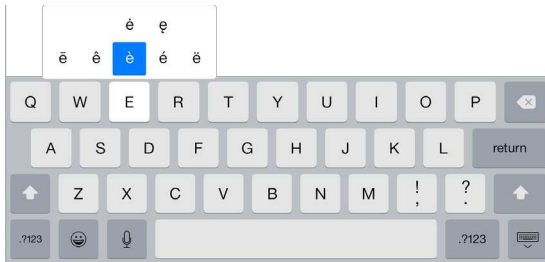 ė ę
ē ê è é ë
Q W E R T Y U I O P
A S D F G H J K L return
Z X C V B N M ! , ? .
.?123 .?123